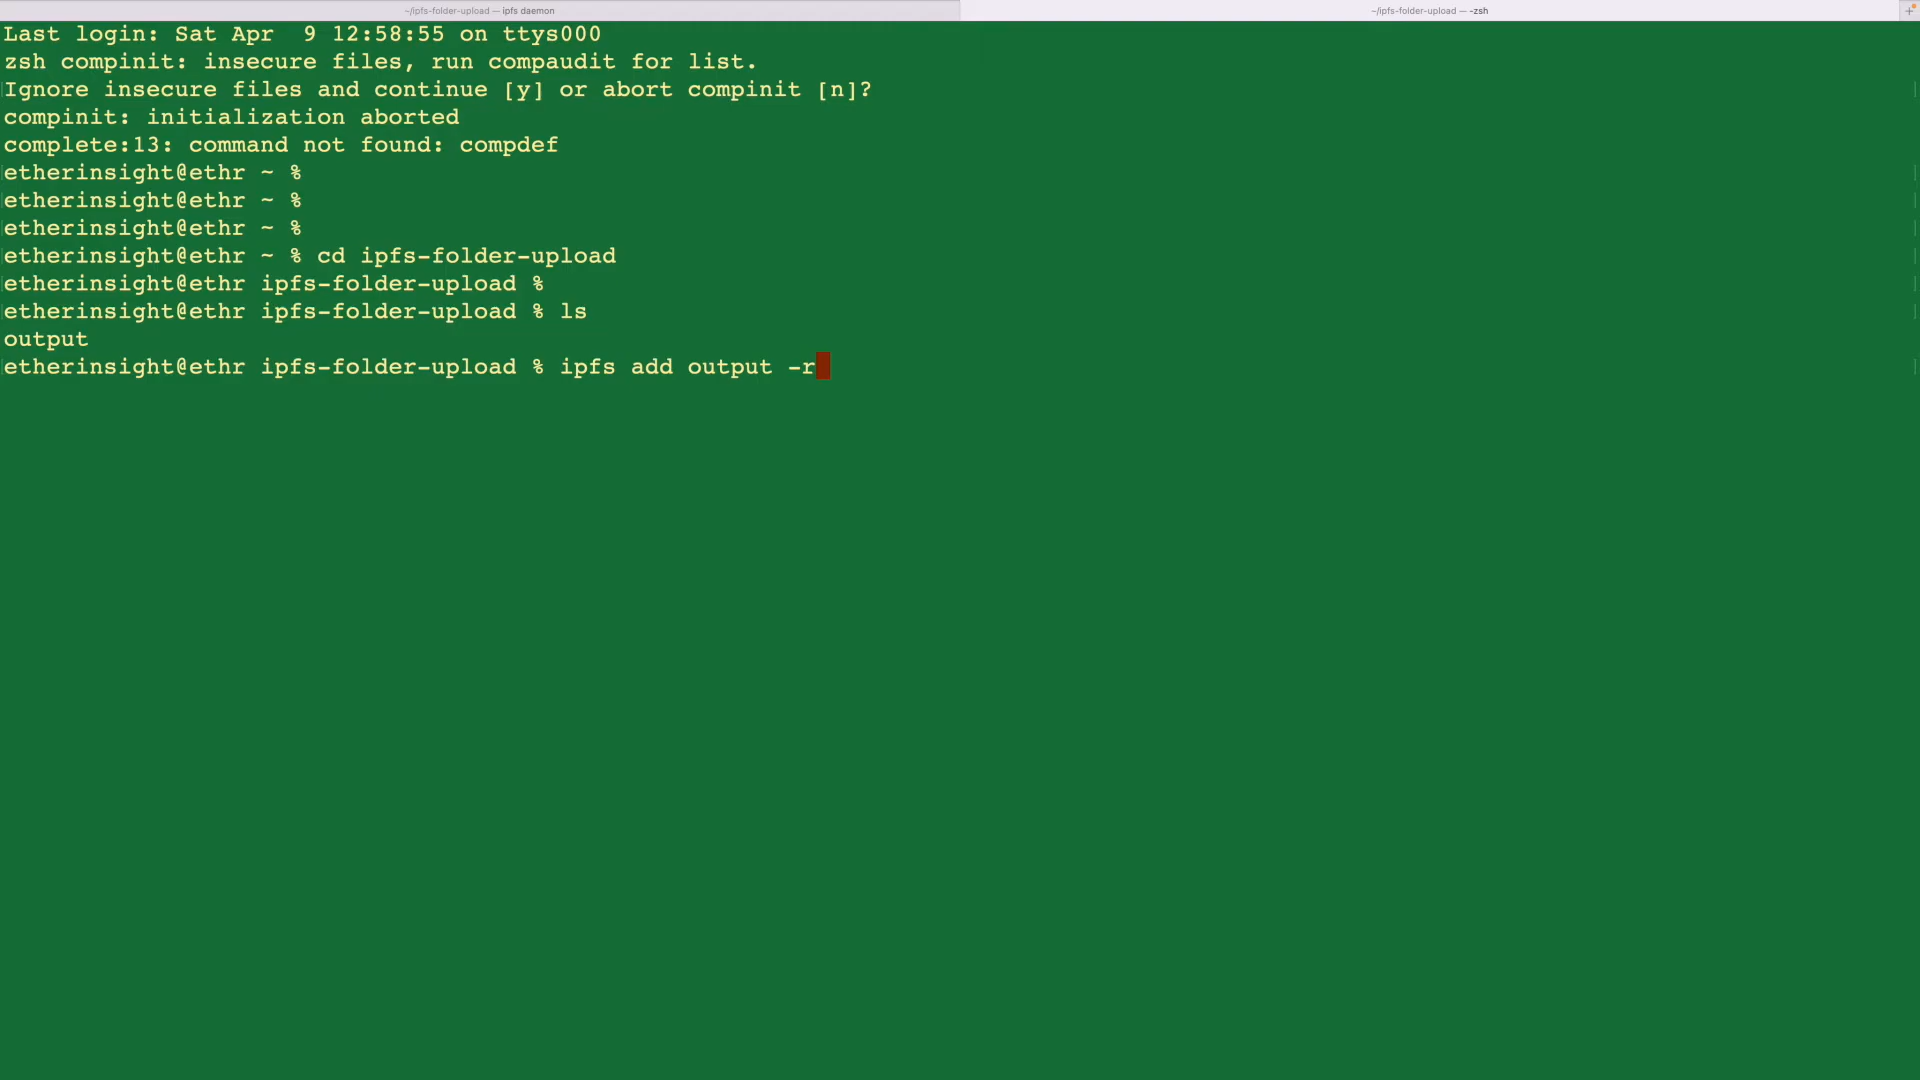 ~/ipfs-folder-upload — ipfs daemon
~/ipfs-folder-upload — -zsh
+
Last login: Sat Apr  9 12:58:55 on ttys000
zsh compinit: insecure files, run compaudit for list.
Ignore insecure files and continue [y] or abort compinit [n]?
compinit: initialization aborted
complete:13: command not found: compdef
etherinsight@ethr ~ %
etherinsight@ethr ~ %
etherinsight@ethr ~ %
etherinsight@ethr ~ % cd ipfs-folder-upload
etherinsight@ethr ipfs-folder-upload %
etherinsight@ethr ipfs-folder-upload % ls
output
etherinsight@ethr ipfs-folder-upload % ipfs add output -r